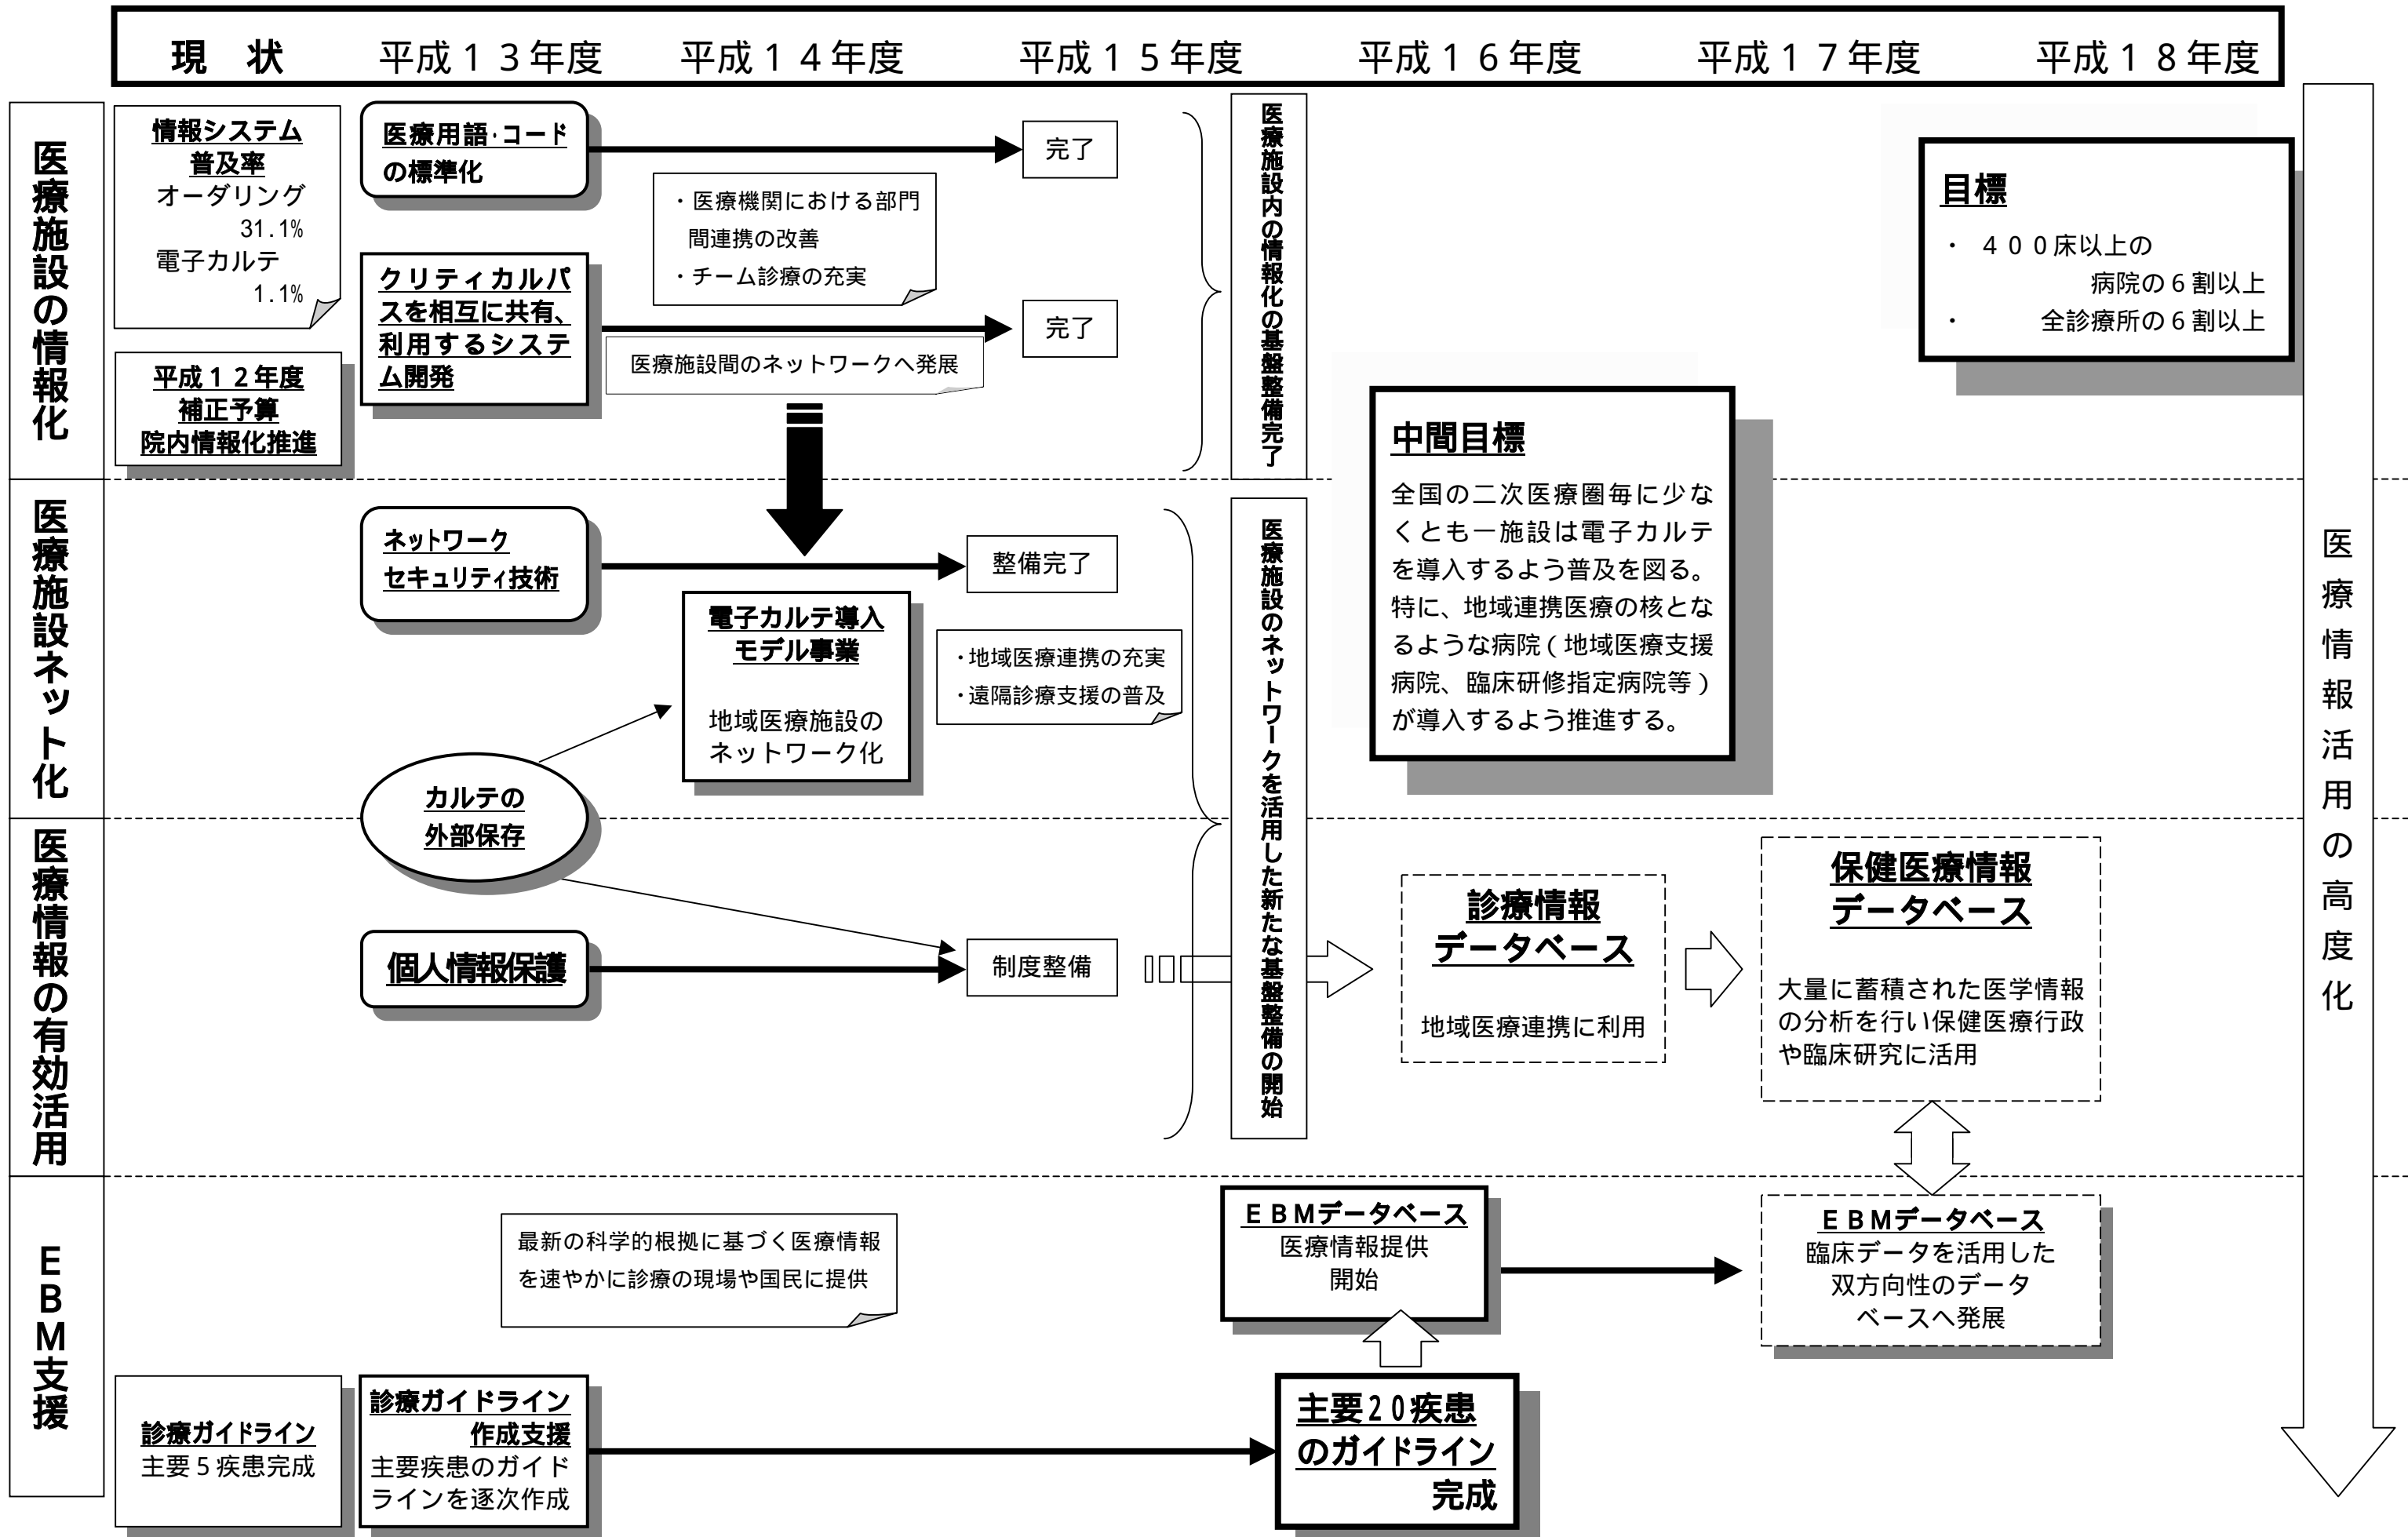 現 状 平成13年度 平成14年度 平成15年度 平成16年度 平成17年度 平成18年度
医療施設の情報化
情報システム
普及率
オーダリング
31.1%
電子カルテ
1.1%
平成12年度
補正予算
院内情報化推進
医療用語・コード
の標準化
完了
・医療機関における部門
間連携の改善
・チーム診療の充実
クリティカルパ
スを相互に共有、
利用するシステ
ム開発
完了
医療施設間のネットワークへ発展
医療施設内の情報化の基盤整備完了
目標
・ 400床以上の
病院の6割以上
・ 全診療所の6割以上
中間目標
全国の二次医療圏毎に少な
くとも一施設は電子カルテ
を導入するよう普及を図る。
特に、地域連携医療の核とな
るような病院(地域医療支援
病院、臨床研修指定病院等)
が導入するよう推進する。
医療施設ネット化
ネットワーク
セキュリティ技術
整備完了
電子カルテ導入
モデル事業
地域医療施設の
ネットワーク化
・地域医療連携の充実
・遠隔診療支援の普及
カルテの
外部保存
医療施設のネットワークを活用した新たな基盤整備の開始
医療情報の有効活用
個人情報保護
制度整備
診療情報
データベース
地域医療連携に利用
保健医療情報
データベース
大量に蓄積された医学情報
の分析を行い保健医療行政
や臨床研究に活用
EBM支援
最新の科学的根拠に基づく医療情報
を速やかに診療の現場や国民に提供
EBMデータベース
医療情報提供
開始
EBMデータベース
臨床データを活用した
双方向性のデータ
ベースへ発展
診療ガイドライン
主要5疾患完成
診療ガイドライン
作成支援
主要疾患のガイド
ラインを逐次作成
主要20疾患
のガイドライン
完成
医療情報活用の高度化